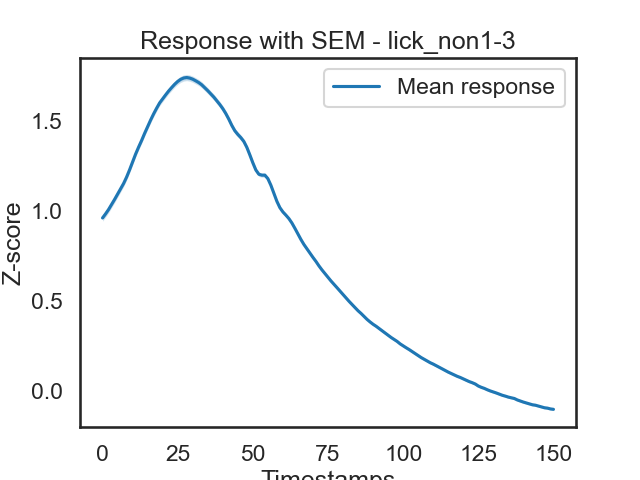 Response with SEM - lick_non1-3
Mean response
Z-score
1.5
1.0
0.5
0.0
0 25 50 75 100 125 150
Timestamps